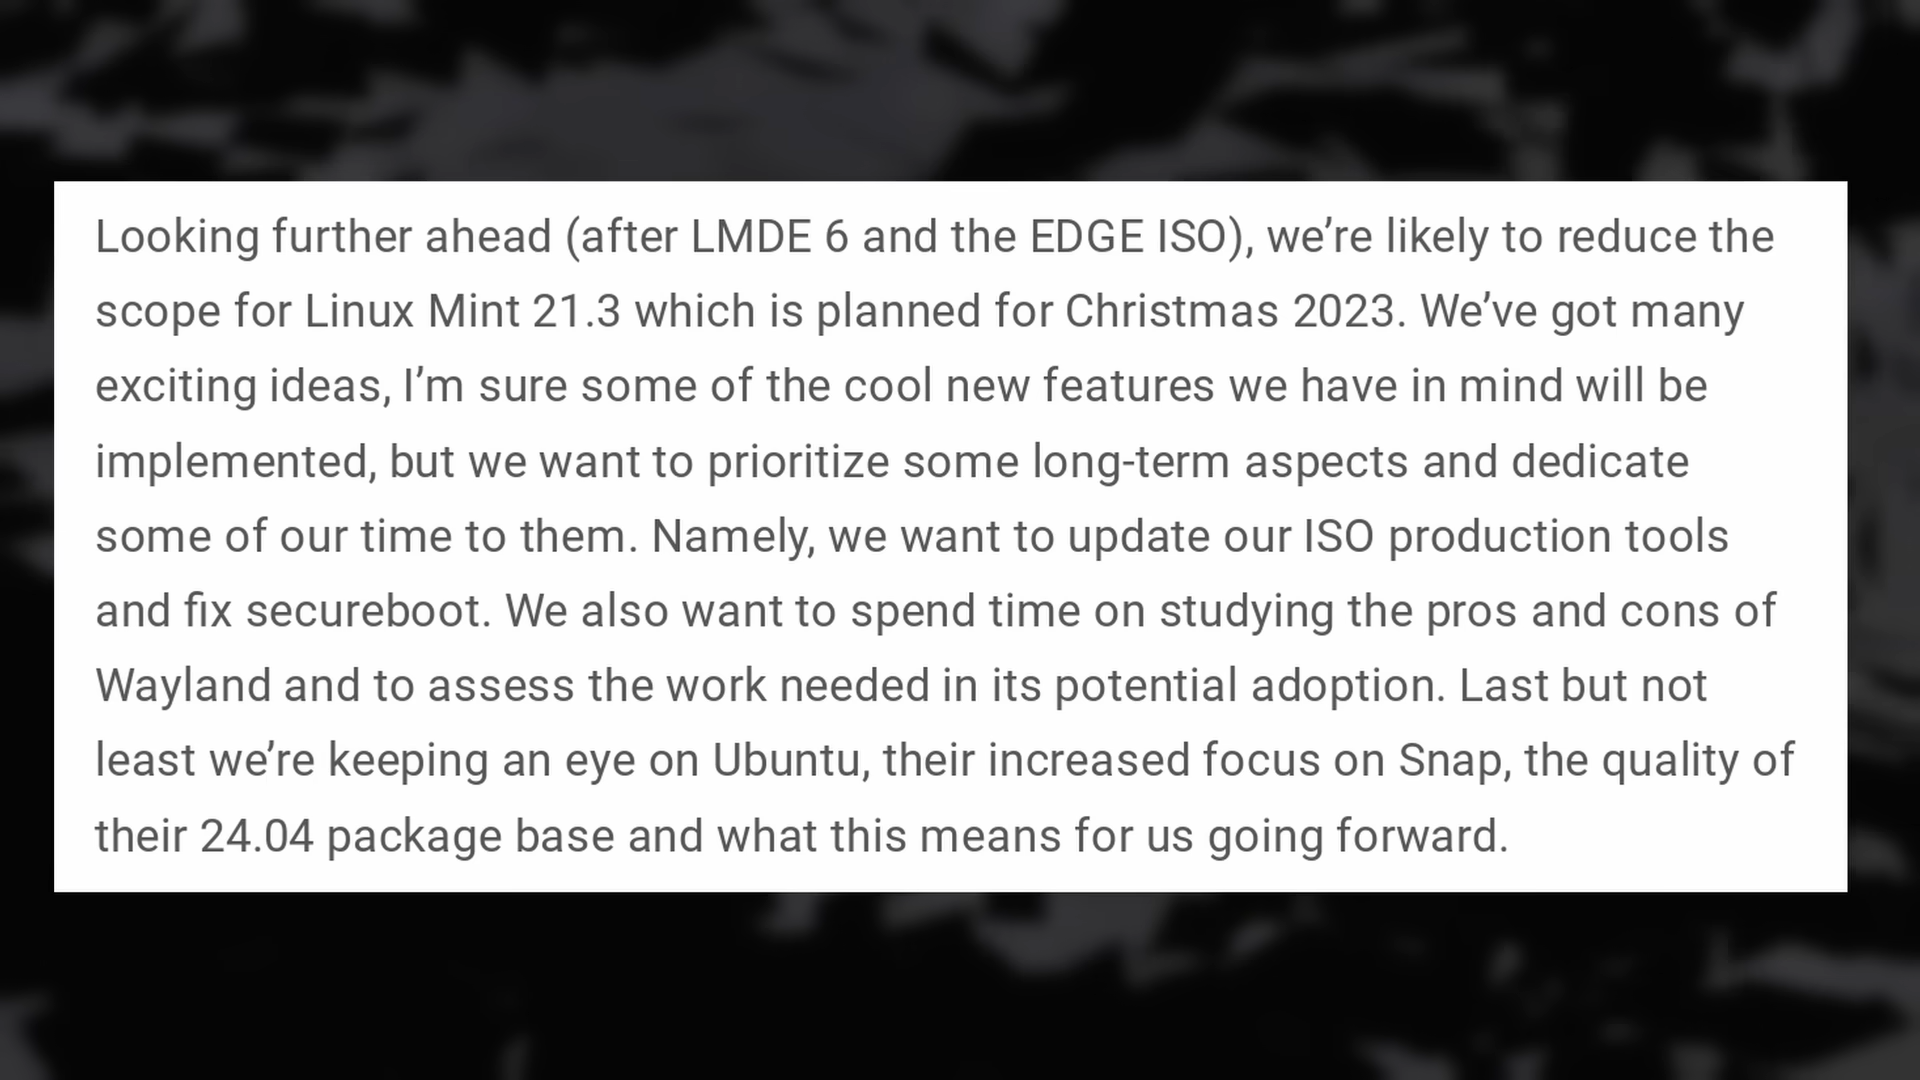 Looking further ahead (after LMDE 6 and the EDGE ISO), we’re likely to reduce the
scope for Linux Mint 21.3 which is planned for Christmas 2023. We’ve got many
exciting ideas, I’m sure some of the cool new features we have in mind will be
implemented, but we want to prioritize some long-term aspects and dedicate
some of our time to them. Namely, we want to update our ISO production tools
and fix secureboot. We also want to spend time on studying the pros and cons of
Wayland and to assess the work needed in its potential adoption. Last but not
least we’re keeping an eye on Ubuntu, their increased focus on Snap, the quality of
their 24.04 package base and what this means for us going forward.